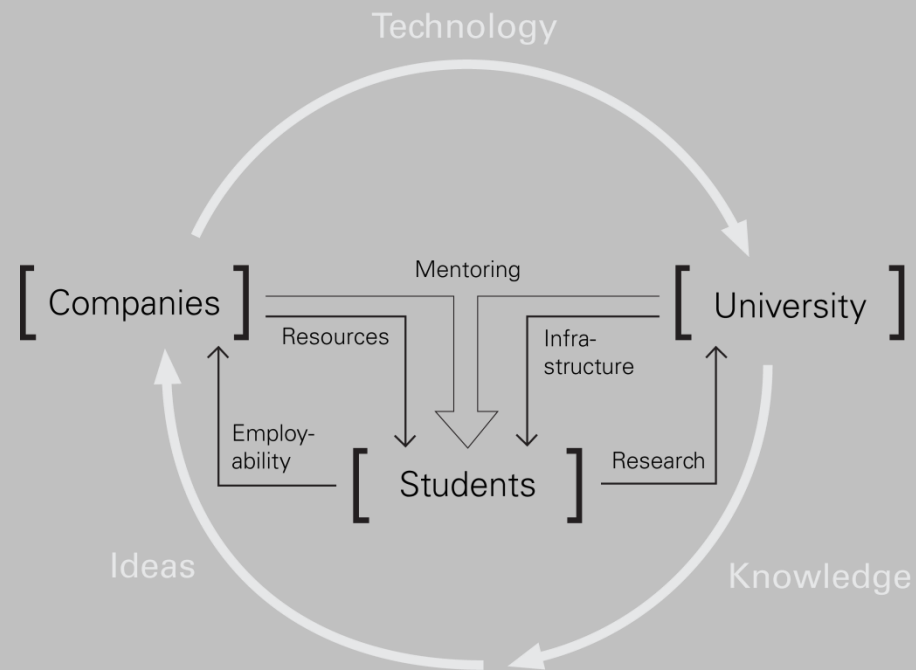 Technology
Mentoring
[ Companies ]
[ University ]
Resources
Infra-
structure
Employ-
ability
[ Students ]
Research
Ideas
Knowledge